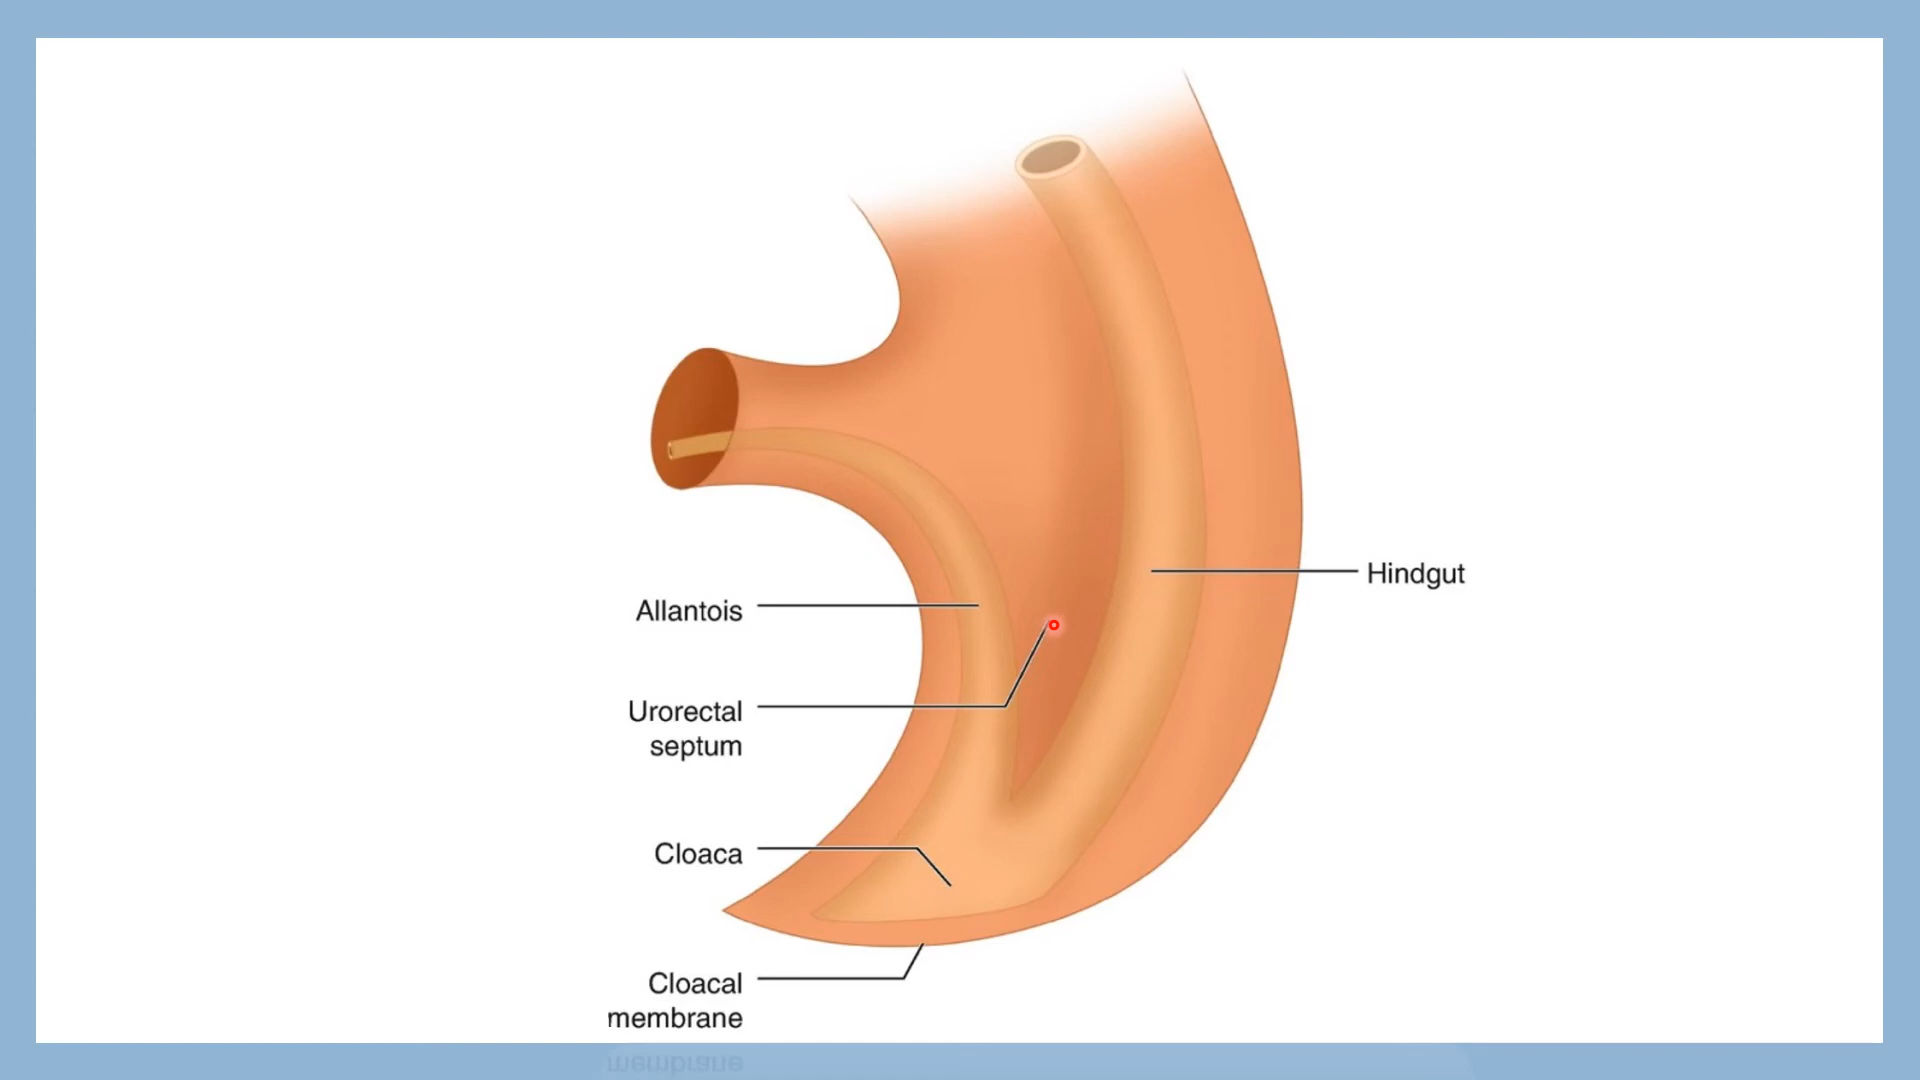 Hindgut
Allantois
Urorectal
septum
Cloaca
Cloacal
membrane